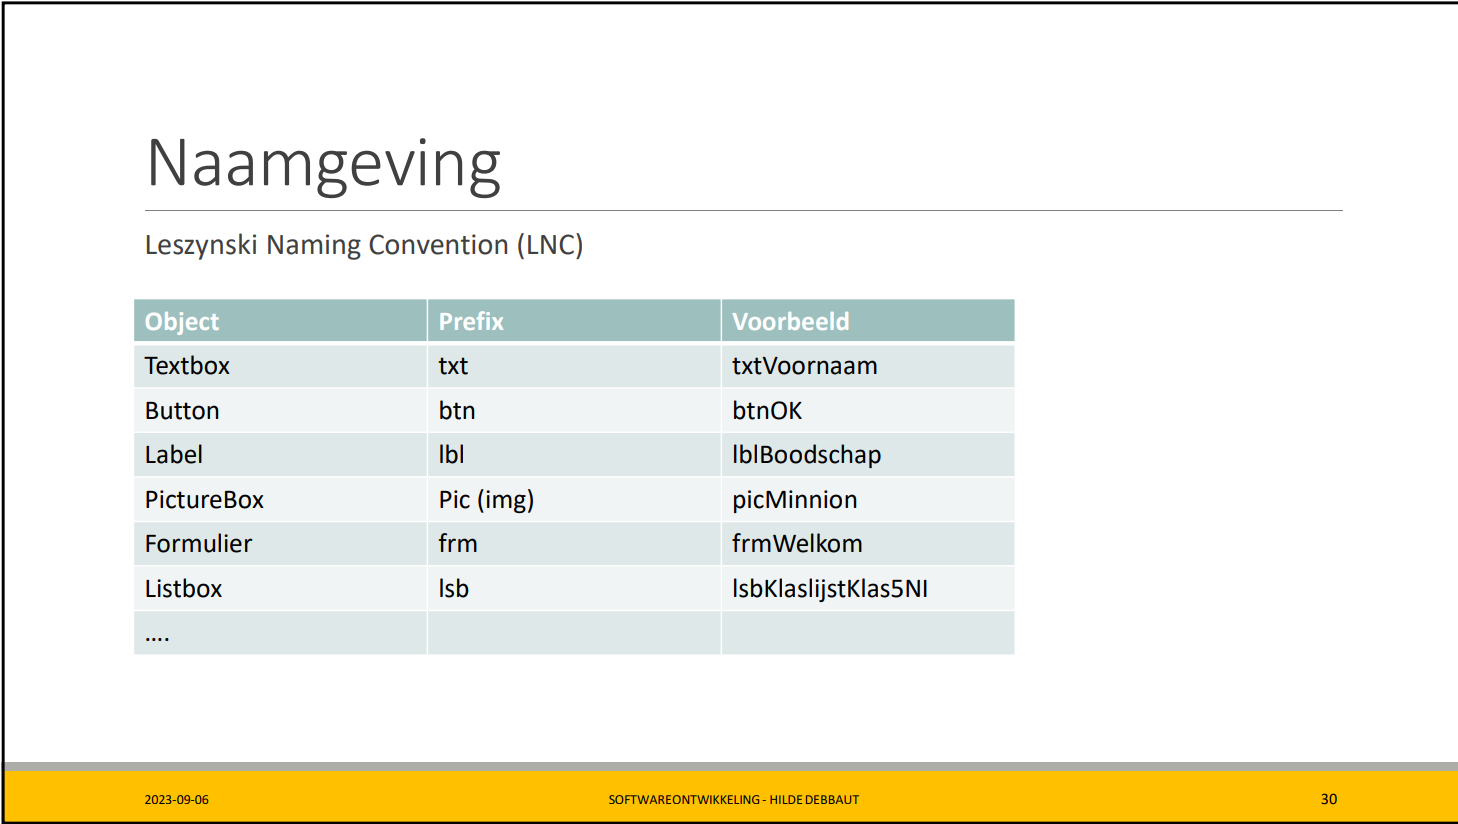 Naamgeving
Leszynski Naming Convention (LNC)
Object Prefix Voorbeeld
Textbox txt txtVoornaam
Button btn btnOK
Label lbl lblBoodschap
PictureBox Pic (img) picMinnion
Formulier frm frmWelkom
Listbox lsb lsbKlaslijstKlas5NI
....
2023-09-06 SOFTWAREONTWIKKELING - HILDE DEBBAUT 30